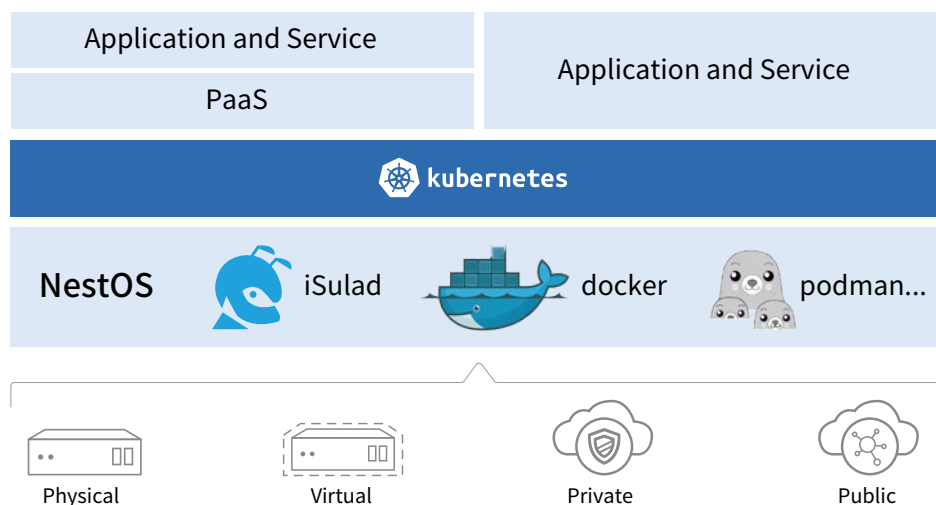 Application and Service
PaaS
Application and Service
kubernetes
NestOS
iSulad
docker
podman...
Physical
Virtual
Private
Public